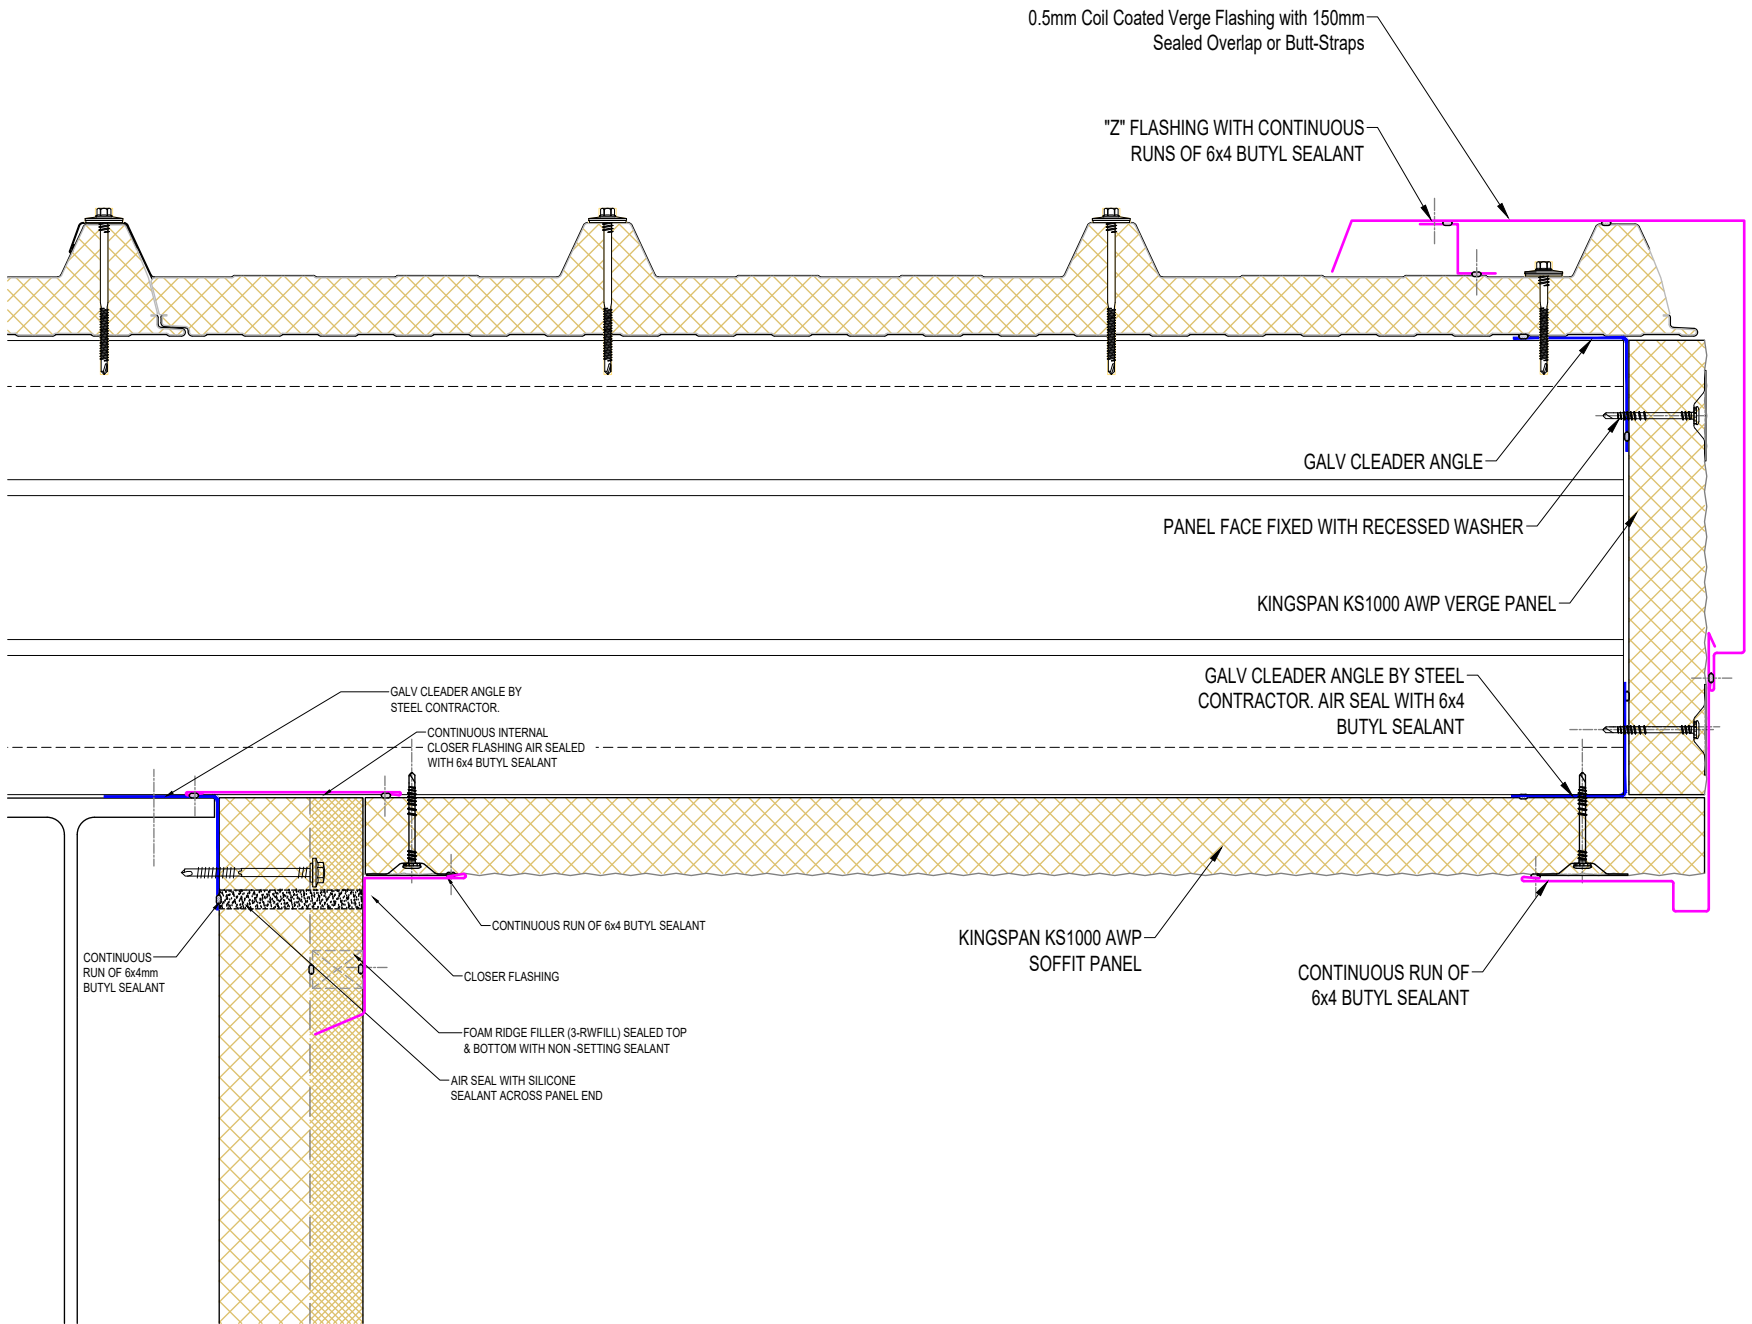 0.5mm Coil Coated Verge Flashing with 150mm
Sealed Overlap or Butt-Straps
"Z" FLASHING WITH CONTINUOUS
RUNS OF 6x4 BUTYL SEALANT
GALV CLEADER ANGLE
PANEL FACE FIXED WITH RECESSED WASHER
KINGSPAN KS1000 AWP VERGE PANEL
GALV CLEADER ANGLE BY STEEL
CONTRACTOR. AIR SEAL WITH 6x4
BUTYL SEALANT
GALV CLEADER ANGLE BY
STEEL CONTRACTOR.
CONTINUOUS INTERNAL
CLOSER FLASHING AIR SEALED
WITH 6x4 BUTYL SEALANT
CONTINUOUS RUN OF 6x4 BUTYL SEALANT
CONTINUOUS
RUN OF 6x4mm
BUTYL SEALANT
CLOSER FLASHING
KINGSPAN KS1000 AWP
SOFFIT PANEL
CONTINUOUS RUN OF
6x4 BUTYL SEALANT
FOAM RIDGE FILLER (3-RWFILL) SEALED TOP
& BOTTOM WITH NON -SETTING SEALANT
AIR SEAL WITH SILICONE
SEALANT ACROSS PANEL END